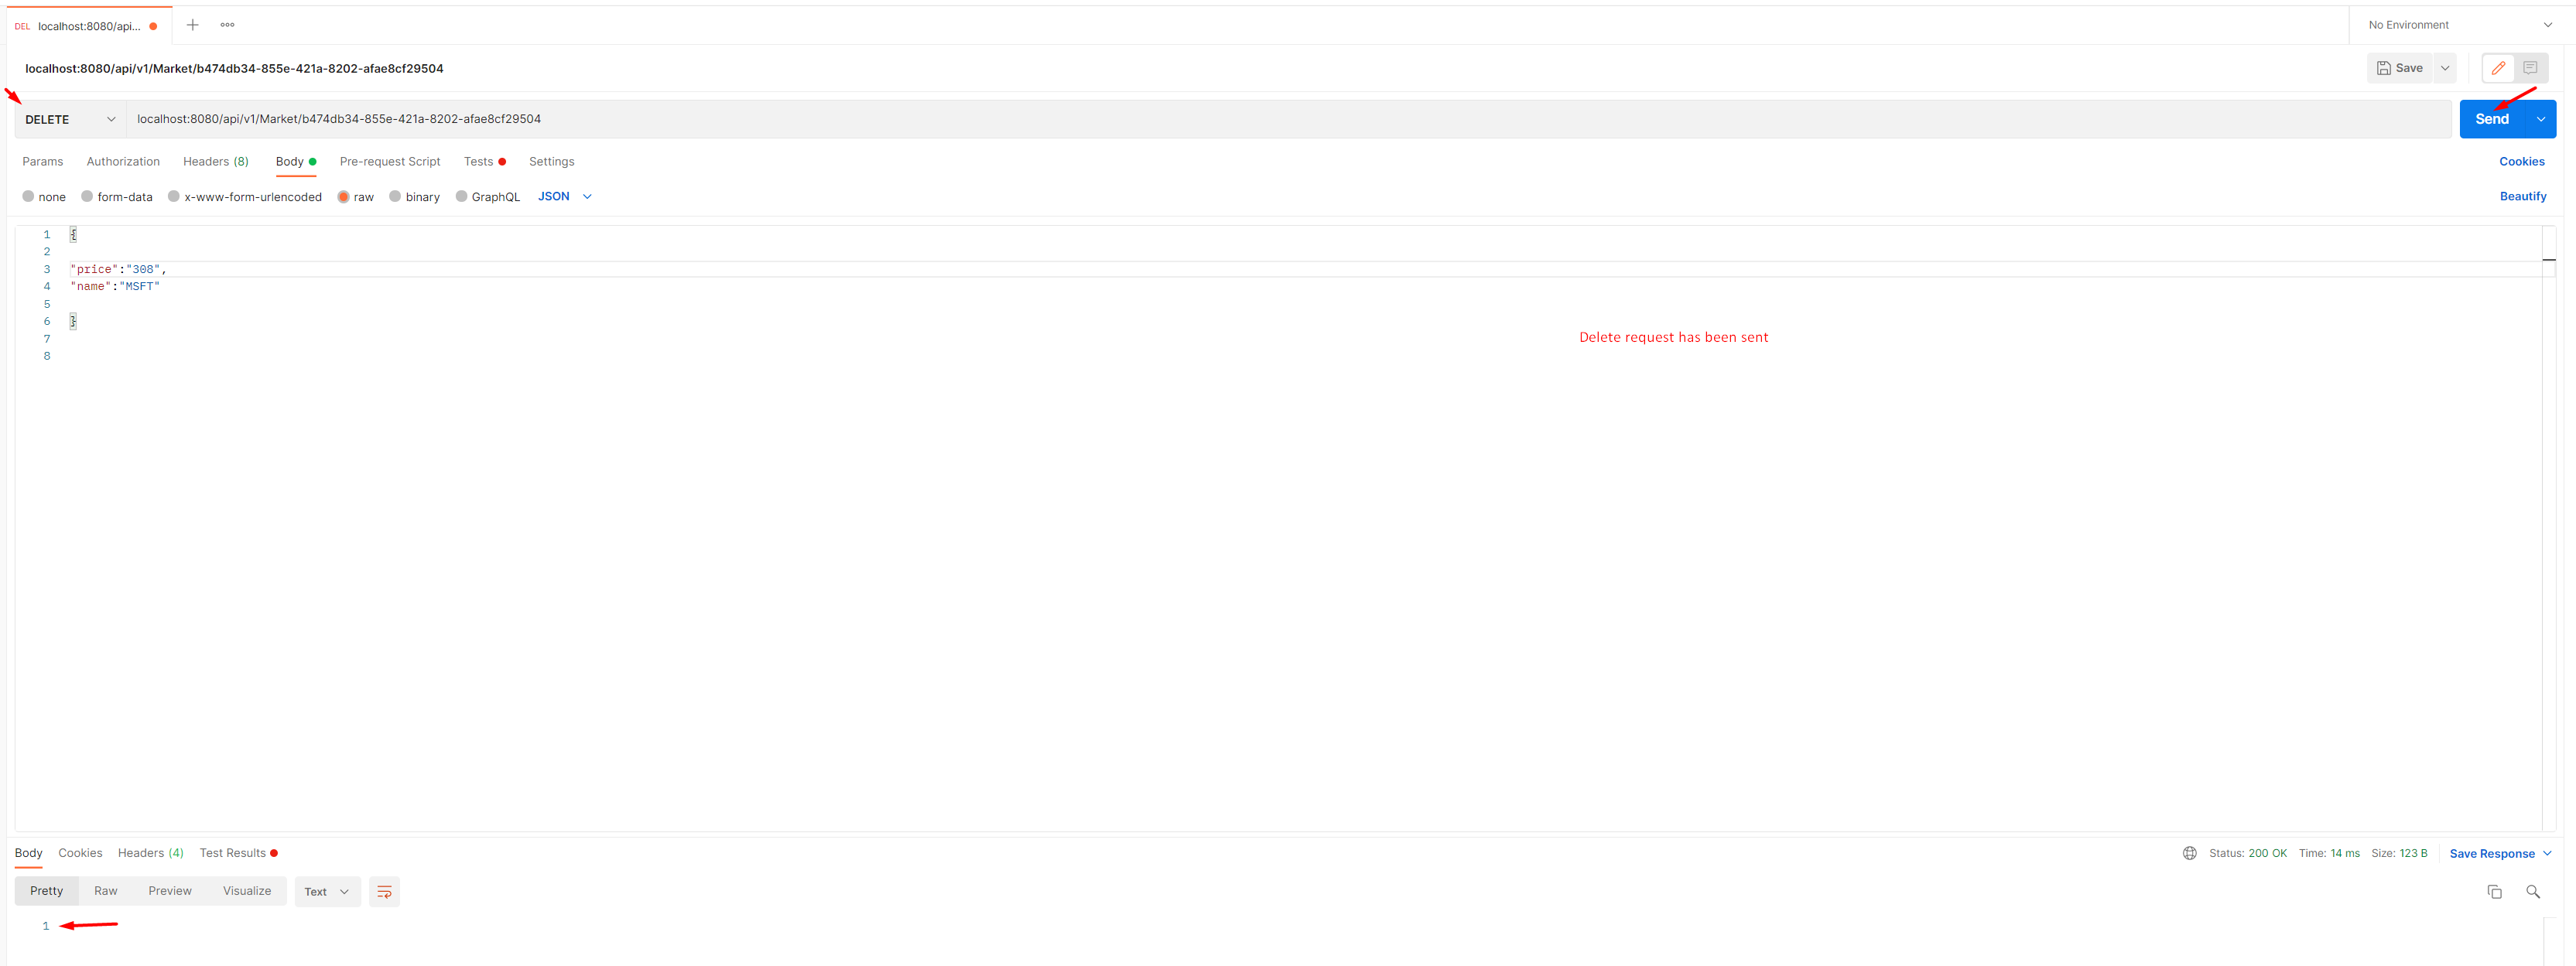 DEL localhost:8080/api... No Environment
localhost:8080/api/v1/Market/b474db34-855e-421a-8202-afae8cf29504 Save
DELETE localhost:8080/api/v1/Market/b474db34-855e-421a-8202-afae8cf29504 Send
Params Authorization Headers (8) Body Pre-request Script Tests Settings Cookies
none form-data x-www-form-urlencoded raw binary GraphQL JSON Beautify
1 {
2
3 "price":"308",
4 "name":"MSFT"
5
6 }
7
Delete request has been sent
8
Body Cookies Headers (4) Test Results Status: 200 OK Time: 14 ms Size: 123 B Save Response
Pretty Raw Preview Visualize Text
1